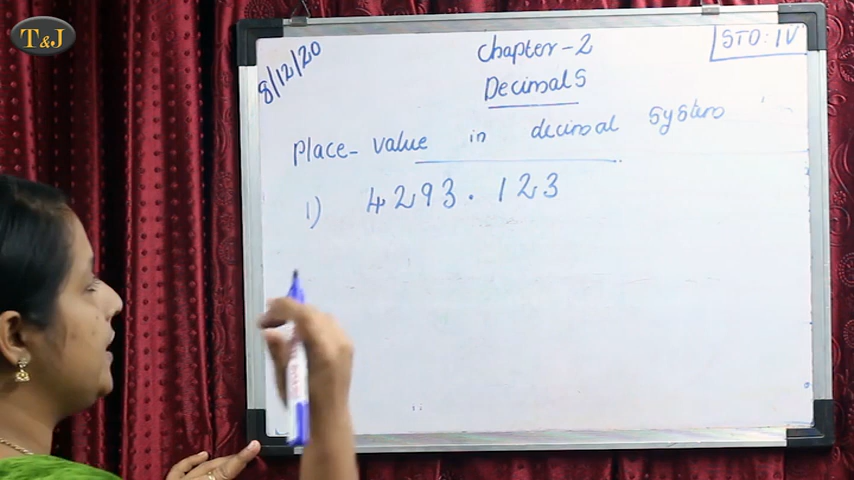 T&J
8/12/20
Chapter-2
STD: IV
Decimals
Place-value in decimal system
1) 4293.123